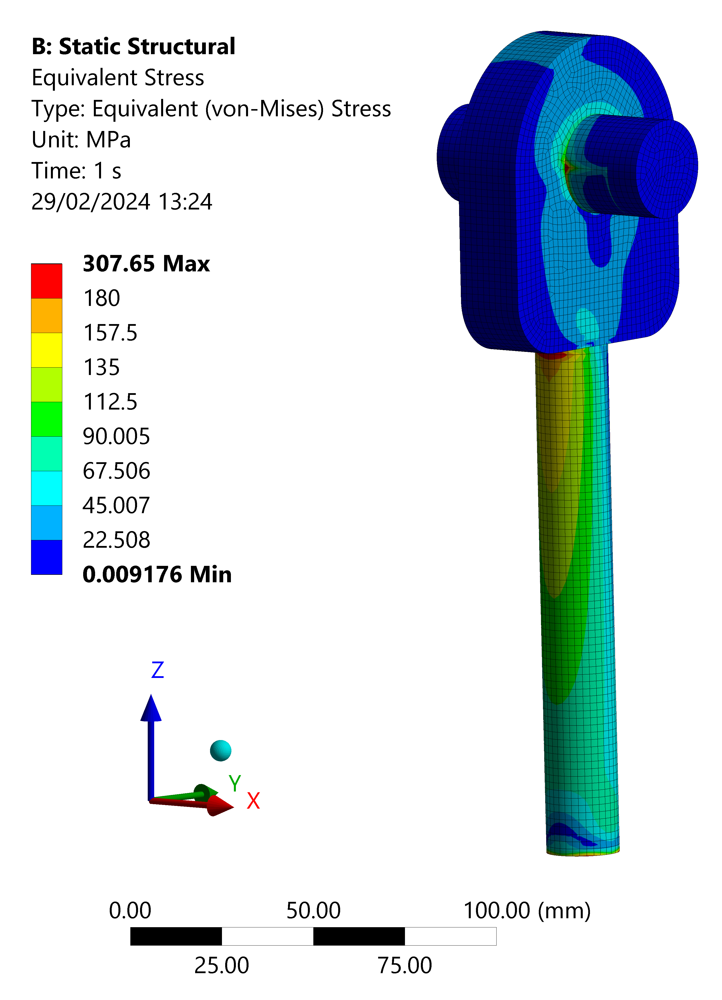 B: Static Structural
Equivalent Stress
Type: Equivalent (von-Mises) Stress
Unit: MPa
Time: 1 s
29/02/2024 13:24
307.65 Max
180
157.5
135
112.5
90.005
67.506
45.007
22.508
0.009176 Min
Z
Y
X
0.00 50.00 100.00 (mm)
25.00 75.00